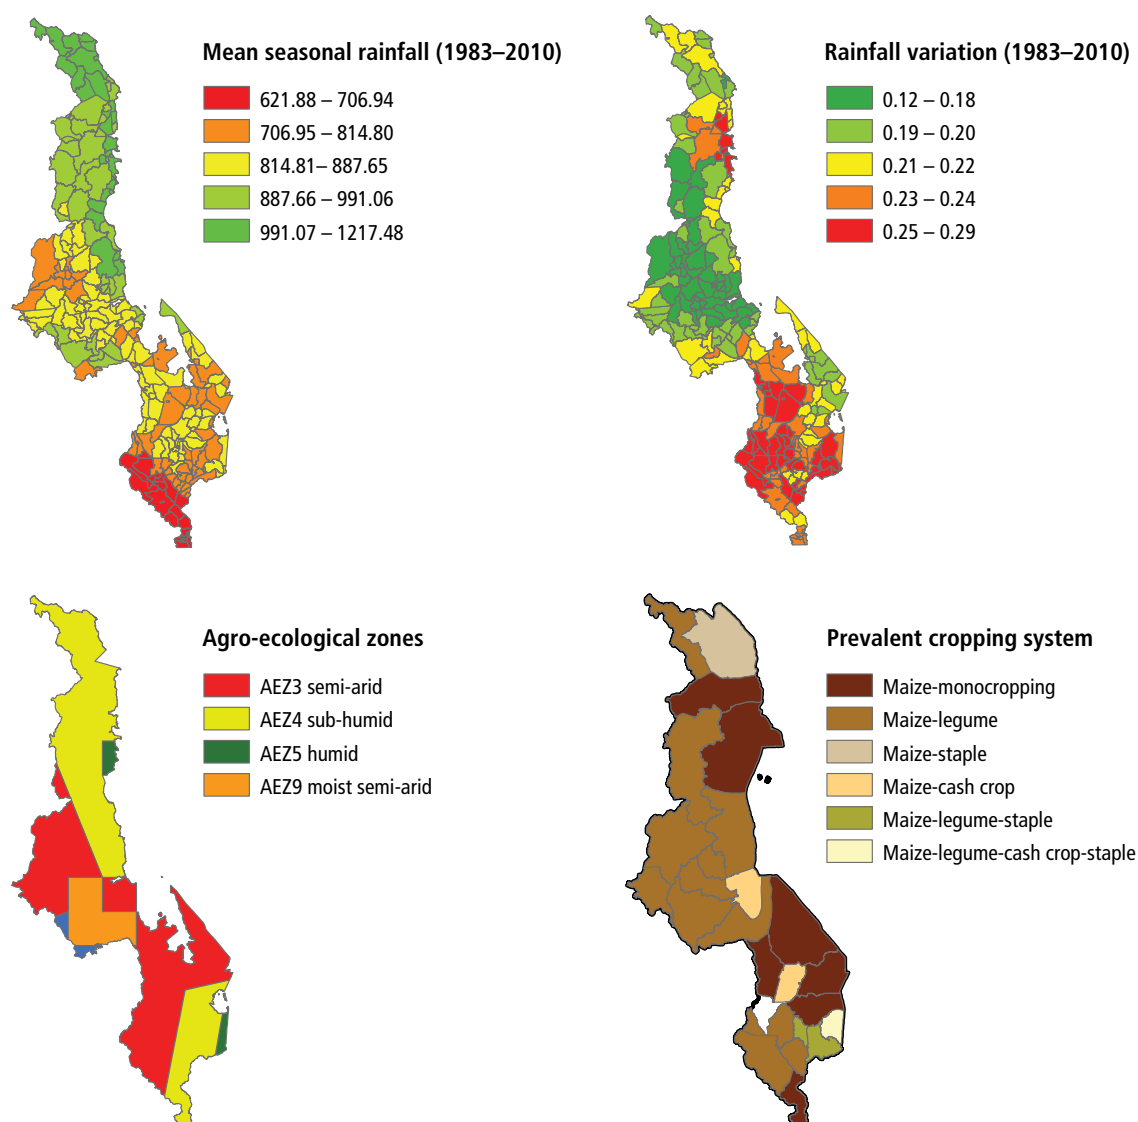 Mean seasonal rainfall (1983–2010)
621.88 – 706.94
706.95 – 814.80
814.81– 887.65
887.66 – 991.06
991.07 – 1217.48
Rainfall variation (1983–2010)
0.12 – 0.18
0.19 – 0.20
0.21 – 0.22
0.23 – 0.24
0.25 – 0.29
Agro-ecological zones
AEZ3 semi-arid
AEZ4 sub-humid
AEZ5 humid
AEZ9 moist semi-arid
Prevalent cropping system
Maize-monocropping
Maize-legume
Maize-staple
Maize-cash crop
Maize-legume-staple
Maize-legume-cash crop-staple